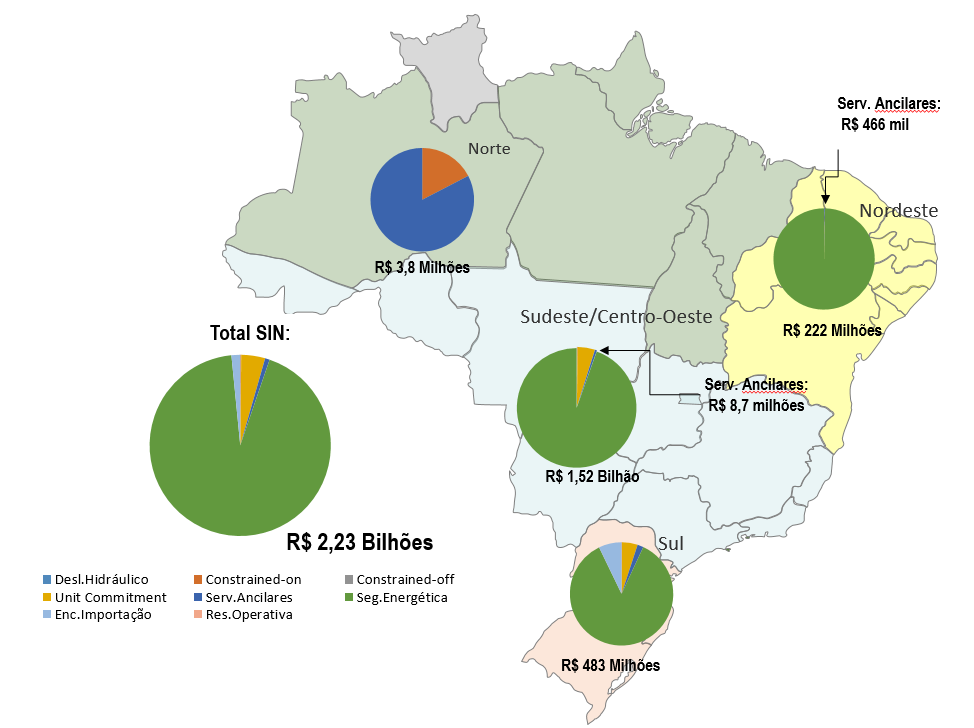 Serv. Ancilares:
R$ 466 mil
Norte
Nordeste
R$ 3,8 Milhões
Sudeste/Centro-Oeste
Total SIN:
R$ 222 Milhões
Serv. Ancilares:
R$ 8,7 milhões
R$ 1,52 Bilhão
R$ 2,23 Bilhões
Sul
Desl.Hidráulico
Constrained-on
Constrained-off
Unit Commitment
Serv.Ancilares
Seg.Energética
Enc.Importação
Res.Operativa
R$ 483 Milhões